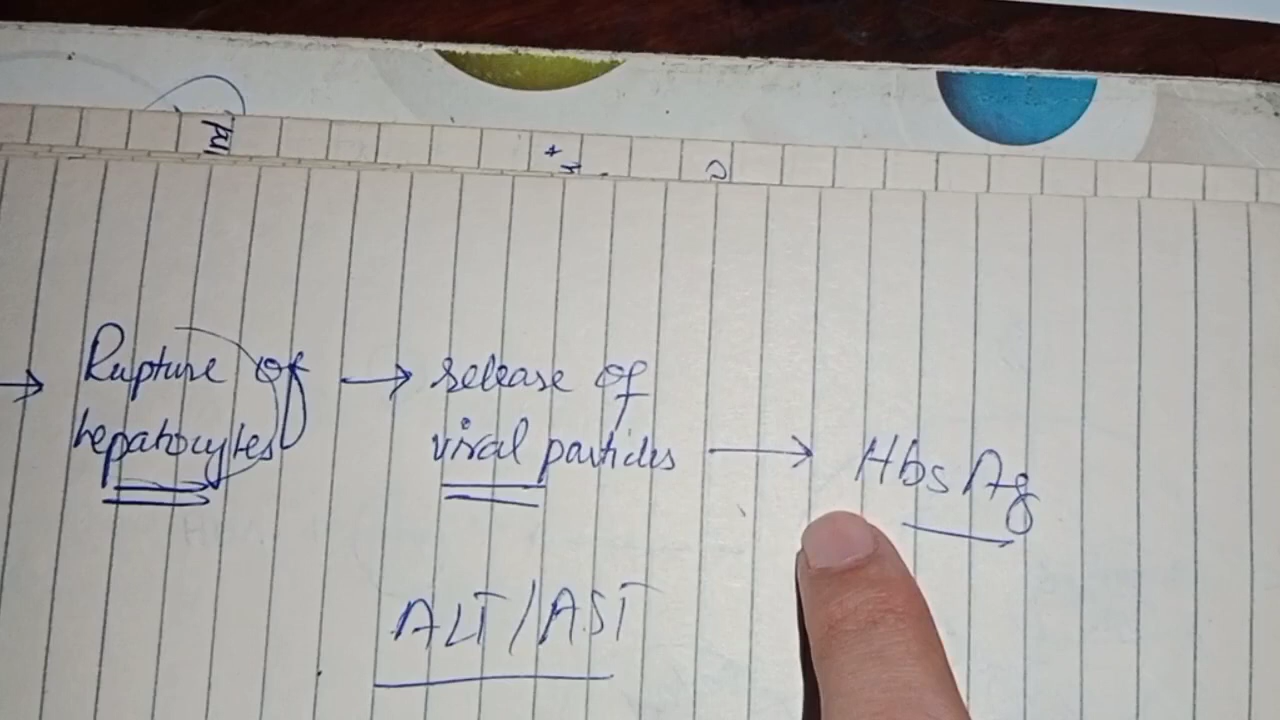 → Rupture of → release of
hepatocytes viral particles → HbsAg
ALT/AST